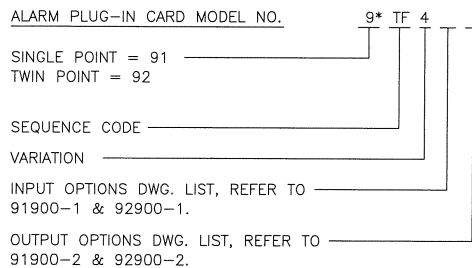 ALARM PLUG-IN CARD MODEL NO. 9* TF 4
SINGLE POINT = 91
TWIN POINT = 92
SEQUENCE CODE
VARIATION
INPUT OPTIONS DWG. LIST, REFER TO
91900-1 & 92900-1.
OUTPUT OPTIONS DWG. LIST, REFER TO
91900-2 & 92900-2.